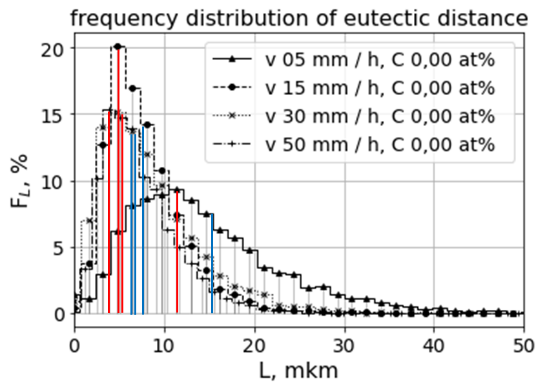 frequency distribution of eutectic distance
v 05 mm / h, C 0,00 at%
v 15 mm / h, C 0,00 at%
v 30 mm / h, C 0,00 at%
v 50 mm / h, C 0,00 at%
F_L, %
20
15
10
5
0
0 10 20 30 40 50
L, mkm